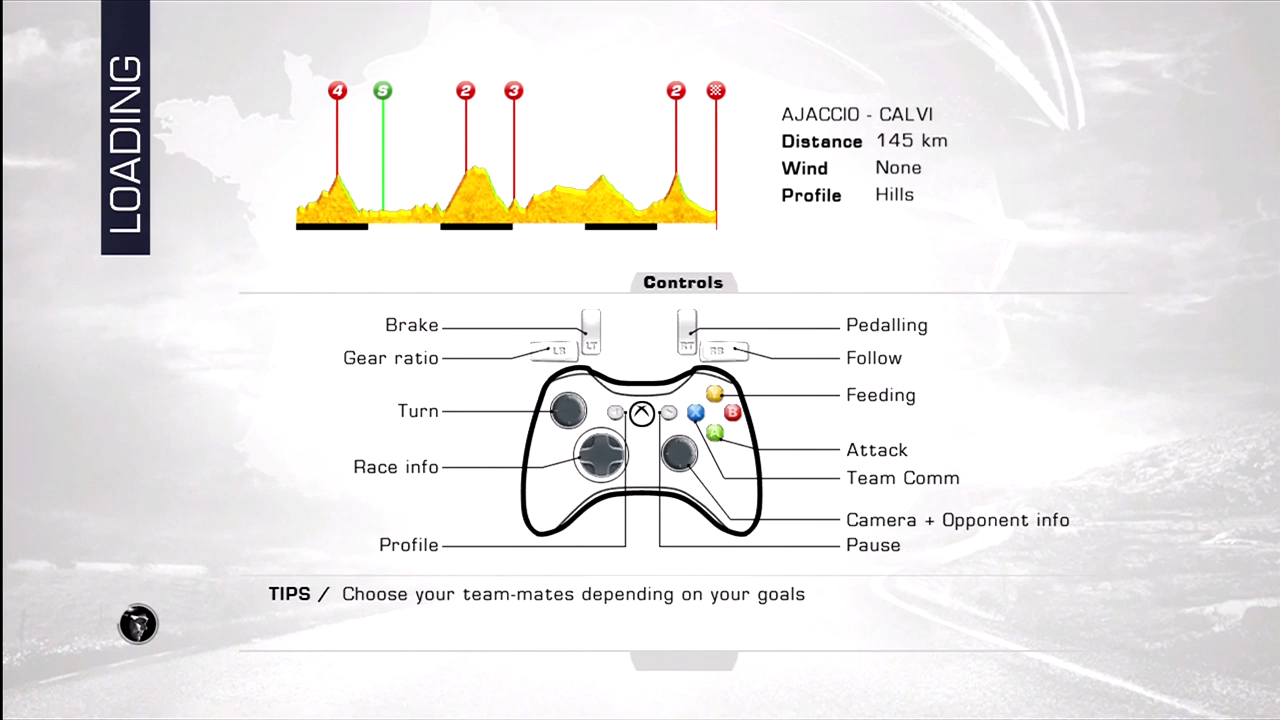 LOADING
4 S 2 3 2
AJACCIO - CALVI
Distance 145 km
Wind None
Profile Hills
Controls
Brake LT RT Pedalling
Gear ratio LB RB Follow
Feeding
Y
Turn X B
A
Attack
Race info
Team Comm
Camera + Opponent info
Profile Pause
TIPS / Choose your team-mates depending on your goals